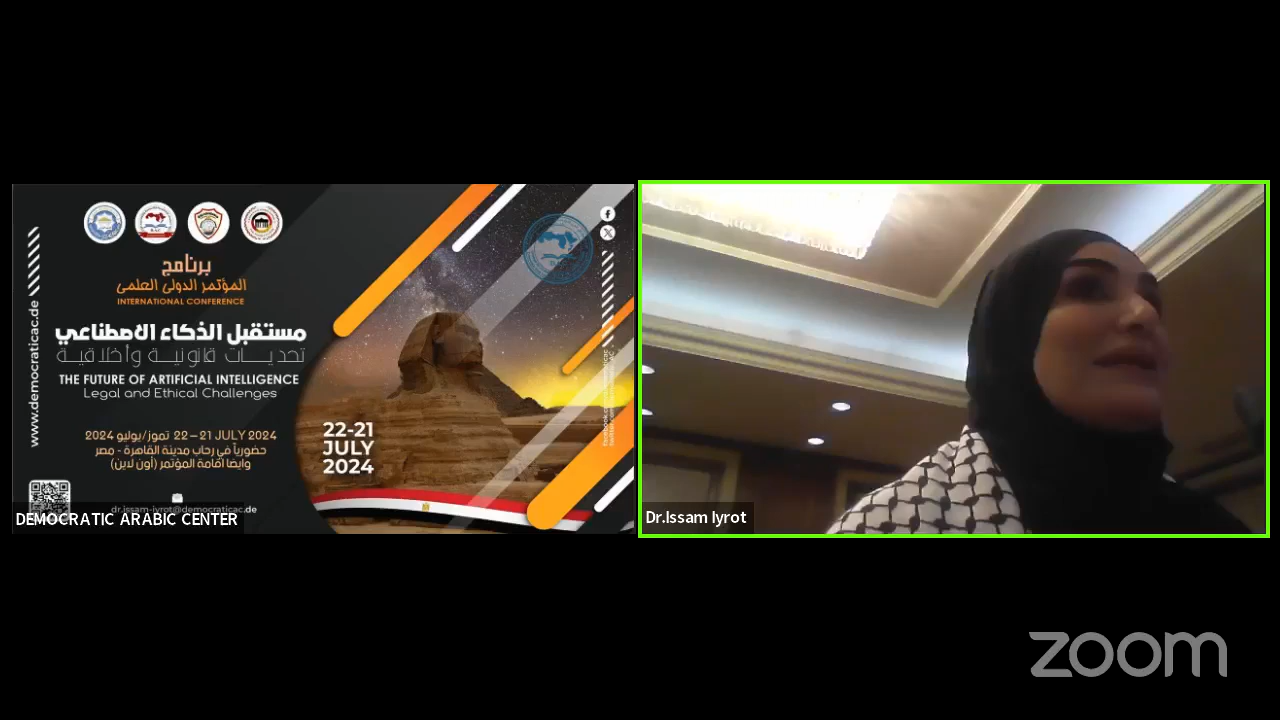 برنامج
المؤتمر الدولي العلمي
INTERNATIONAL CONFERENCE
مستقبل الذكاء الاصطناعي
تحديات قانونية وأخلاقية
THE FUTURE OF ARTIFICIAL INTELLIGENCE
Legal and Ethical Challenges
21 – 22 تموز/يوليو 2024 JULY 2024
حضورياً في رحاب مدينة القاهرة - مصر
وايضا اقامة المؤتمر (أون لاين)
dr.issam-iyrot@democraticac.de
www.democraticac.de
22-21
JULY
2024
DEMOCRATIC ARABIC CENTER
Dr.Issam Iyrot
zoom